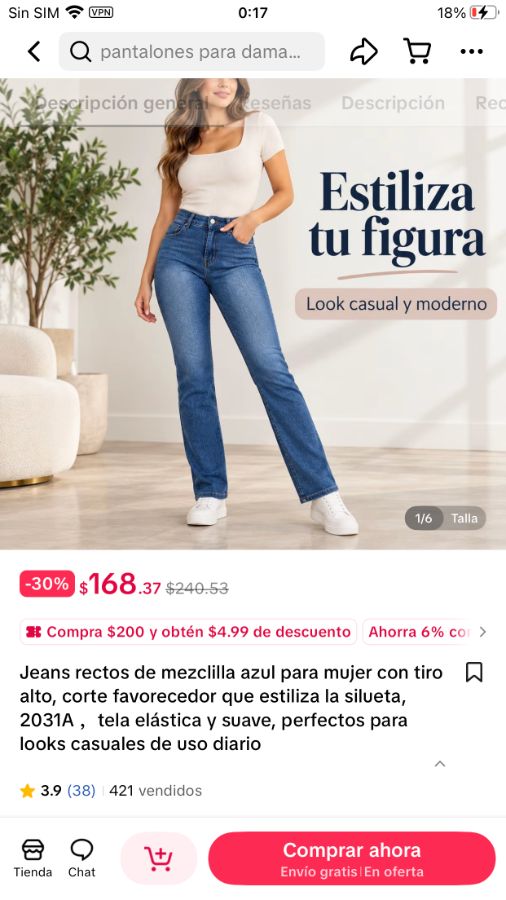 Sin SIM VPN 0:17 18%
pantalones para dama...
Descripción general Reseñas Descripción Rec
Estiliza
tu figura
Look casual y moderno
1/6 Talla
-30% $168.37 $240.53
Compra $200 y obtén $4.99 de descuento Ahorra 6% co
Jeans rectos de mezclilla azul para mujer con tiro
alto, corte favorecedor que estiliza la silueta,
2031A， tela elástica y suave, perfectos para
looks casuales de uso diario
3.9 (38) 421 vendidos
Tienda Chat Comprar ahora
Envío gratis | En oferta